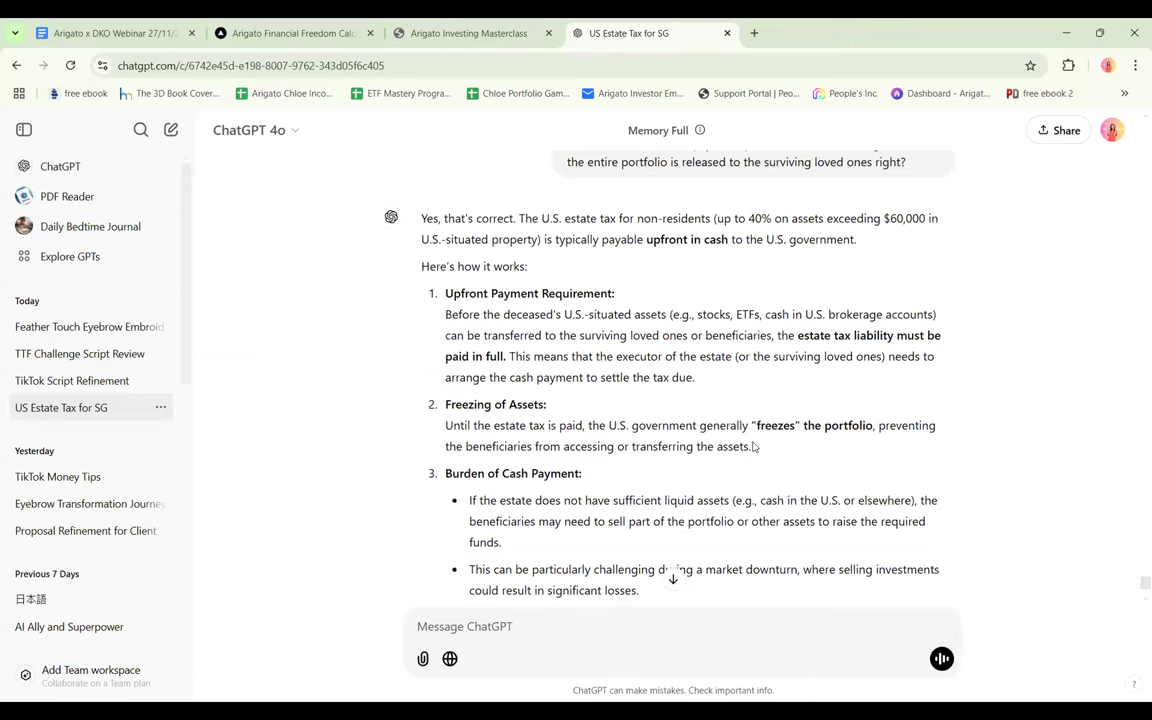 Arigato x DKO Webinar 27/11/2
Arigato Financial Freedom Calc
Arigato Investing Masterclass
US Estate Tax for SG
chatgpt.com/c/6742e45d-e198-8007-9762-343d05f6c405
free ebook
The 3D Book Cover...
Arigato Chloe Inco...
ETF Mastery Progra...
Chloe Portfolio Gam...
Arigato Investor Em...
Support Portal | Peo...
People's Inc.
Dashboard - Arigat...
free ebook 2
ChatGPT 4o
Memory Full
Share
ChatGPT
PDF Reader
Daily Bedtime Journal
Explore GPTs
Today
Feather Touch Eyebrow Embroid
TTF Challenge Script Review
TikTok Script Refinement
US Estate Tax for SG
Yesterday
TikTok Money Tips
Eyebrow Transformation Journey
Proposal Refinement for Client
Previous 7 Days
日本語
AI Ally and Superpower
Add Team workspace
Collaborate on a Team plan
the entire portfolio is released to the surviving loved ones right?
Yes, that's correct. The U.S. estate tax for non-residents (up to 40% on assets exceeding $60,000 in
U.S.-situated property) is typically payable upfront in cash to the U.S. government.
Here's how it works:
1. Upfront Payment Requirement:
Before the deceased's U.S.-situated assets (e.g., stocks, ETFs, cash in U.S. brokerage accounts)
can be transferred to the surviving loved ones or beneficiaries, the estate tax liability must be
paid in full. This means that the executor of the estate (or the surviving loved ones) needs to
arrange the cash payment to settle the tax due.
2. Freezing of Assets:
Until the estate tax is paid, the U.S. government generally "freezes" the portfolio, preventing
the beneficiaries from accessing or transferring the assets.
3. Burden of Cash Payment:
If the estate does not have sufficient liquid assets (e.g., cash in the U.S. or elsewhere), the
beneficiaries may need to sell part of the portfolio or other assets to raise the required
funds.
This can be particularly challenging during a market downturn, where selling investments
could result in significant losses.
Message ChatGPT
ChatGPT can make mistakes. Check important info.
?